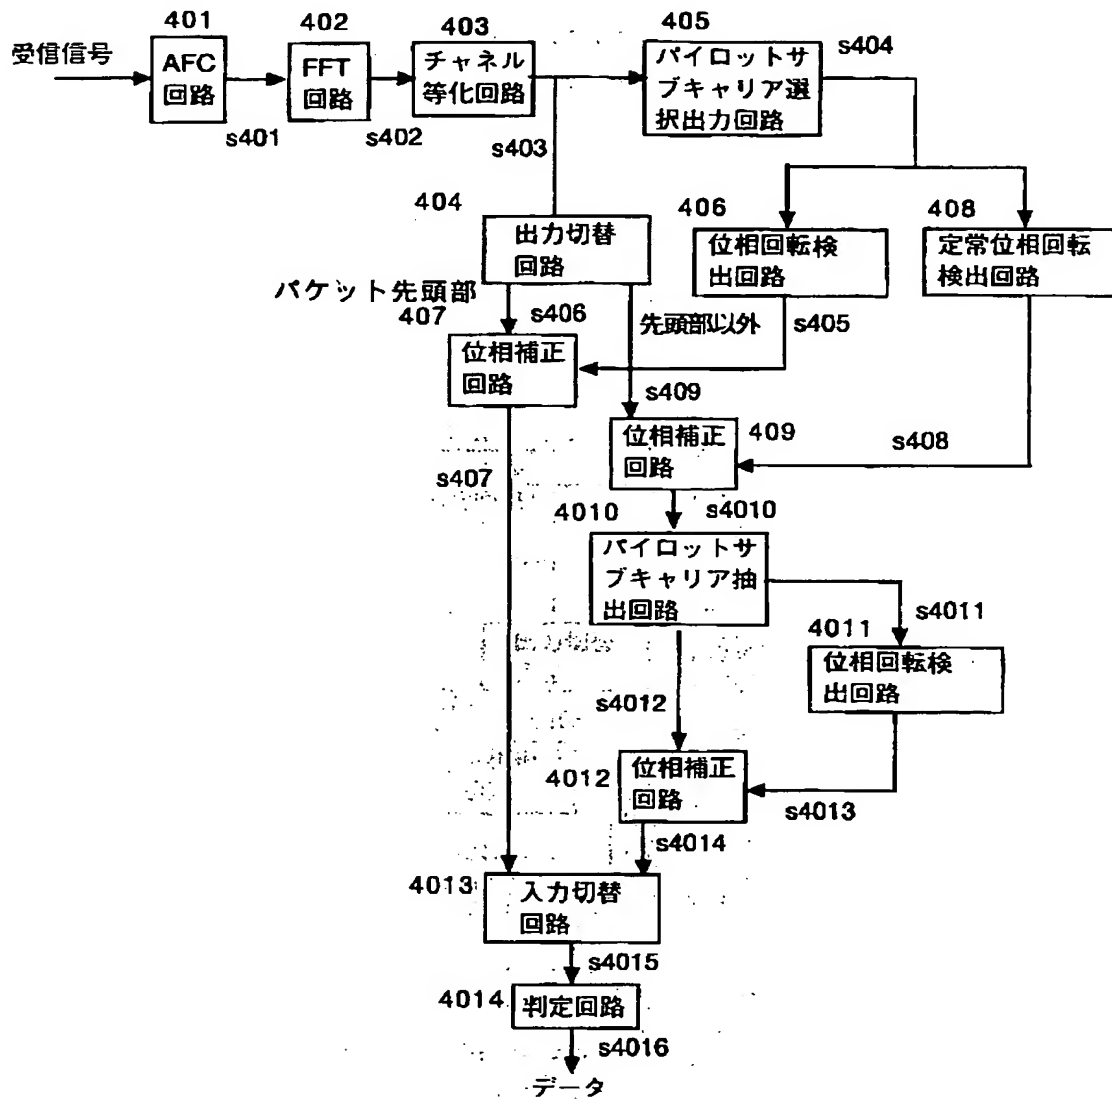 401
402
403
405
受信信号
AFC
回路
FFT
回路
チャネル
等化回路
パイロットサ
ブキャリア選
択出力回路
s404
s401
s402
s403
404
406
408
出力切替
回路
位相回転検
出回路
定常位相回転
検出回路
パケット先頭部
407
s406
先頭部以外
s405
位相補正
回路
s409
位相補正
回路
409
s408
s407
4010
s4010
パイロットサ
ブキャリア抽
出回路
s4011
4011
位相回転検
出回路
s4012
4012
位相補正
回路
s4013
s4014
4013
入力切替
回路
s4015
4014
判定回路
s4016
データ